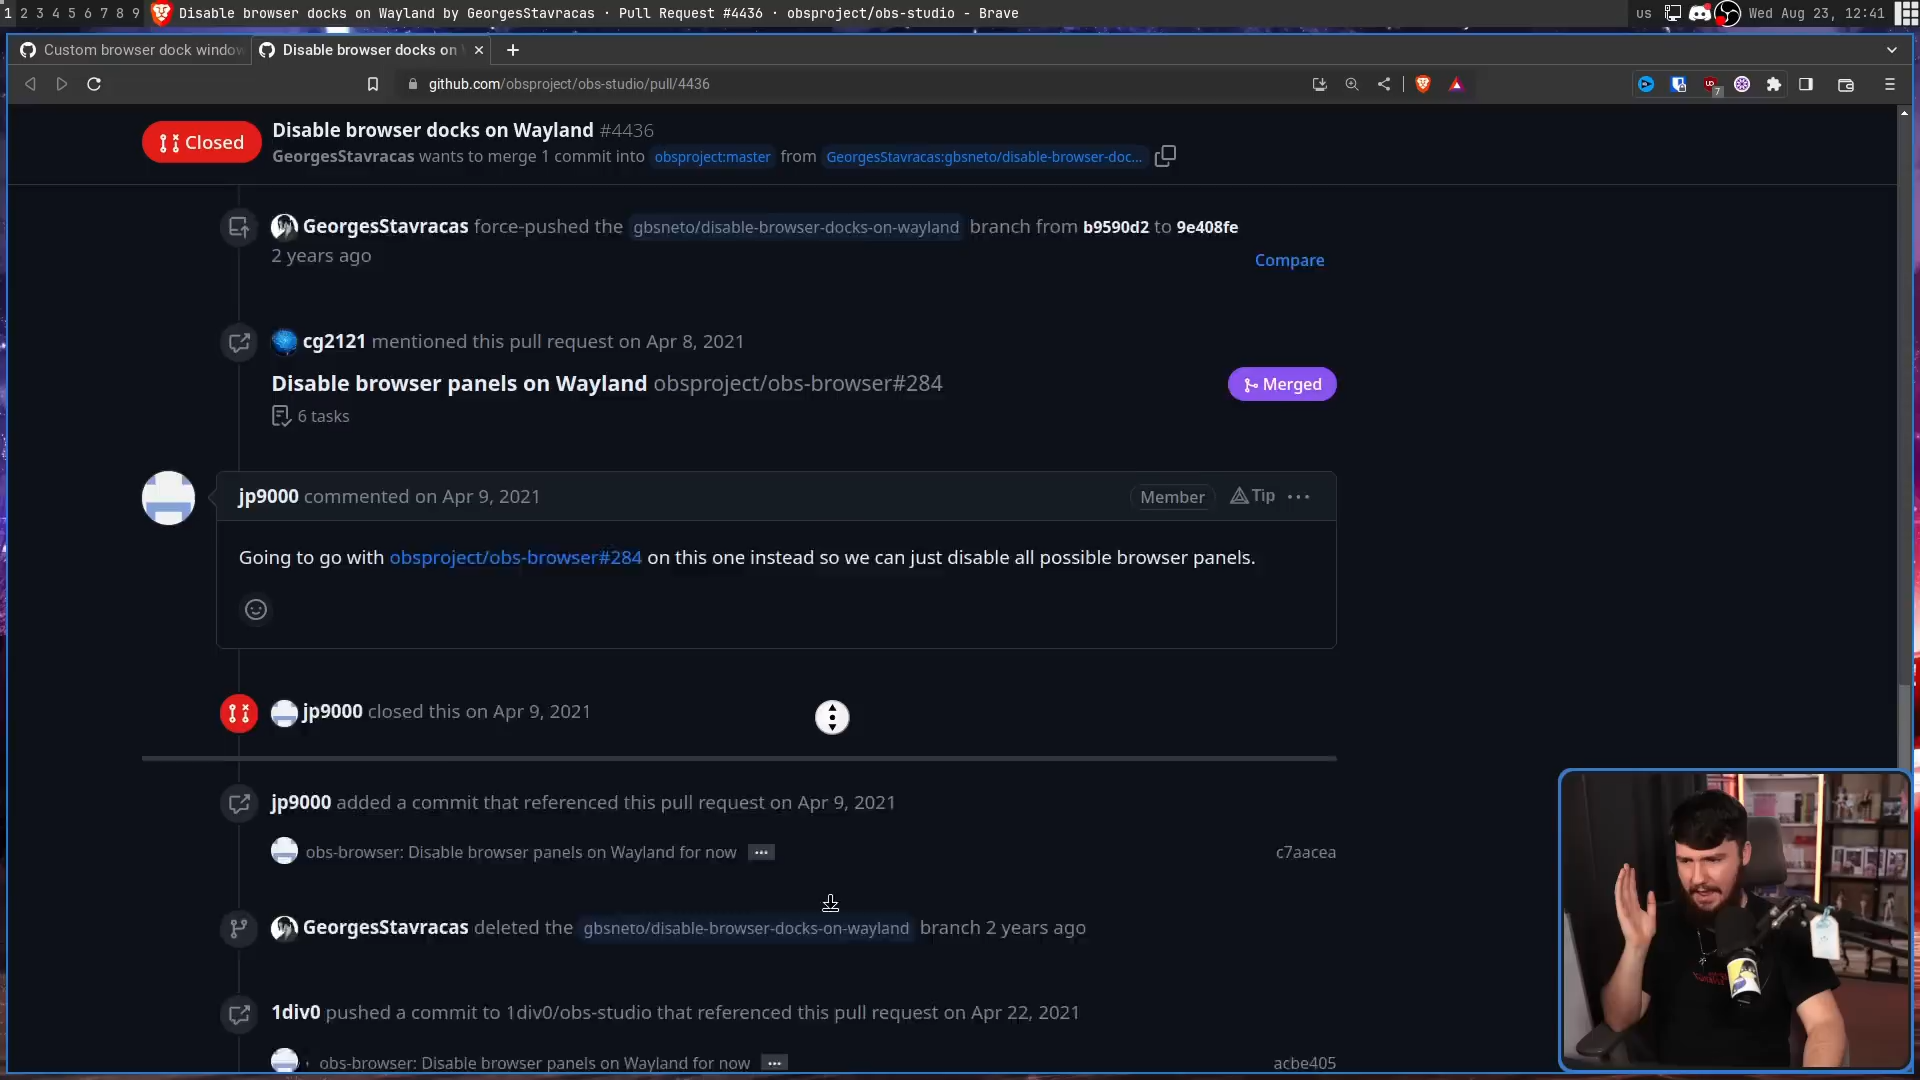 1 2 3 4 5 6 7 8 9 Disable browser docks on Wayland by GeorgesStavracas · Pull Request #4436 · obsproject/obs-studio - Brave us Wed Aug 23, 12:41
Custom browser dock window Disable browser docks on
github.com/obsproject/obs-studio/pull/4436
7
Closed
Disable browser docks on Wayland #4436
GeorgesStavracas wants to merge 1 commit into obsproject:master from GeorgesStavracas:gbsneto/disable-browser-doc...
GeorgesStavracas force-pushed the gbsneto/disable-browser-docks-on-wayland branch from b9590d2 to 9e408fe
2 years ago
Compare
cg2121 mentioned this pull request on Apr 8, 2021
Disable browser panels on Wayland obsproject/obs-browser#284
Merged
6 tasks
jp9000 commented on Apr 9, 2021
Member Tip ···
Going to go with obsproject/obs-browser#284 on this one instead so we can just disable all possible browser panels.
jp9000 closed this on Apr 9, 2021
jp9000 added a commit that referenced this pull request on Apr 9, 2021
obs-browser: Disable browser panels on Wayland for now ··· c7aacea
GeorgesStavracas deleted the gbsneto/disable-browser-docks-on-wayland branch 2 years ago
1div0 pushed a commit to 1div0/obs-studio that referenced this pull request on Apr 22, 2021
obs-browser: Disable browser panels on Wayland for now ··· acbe405